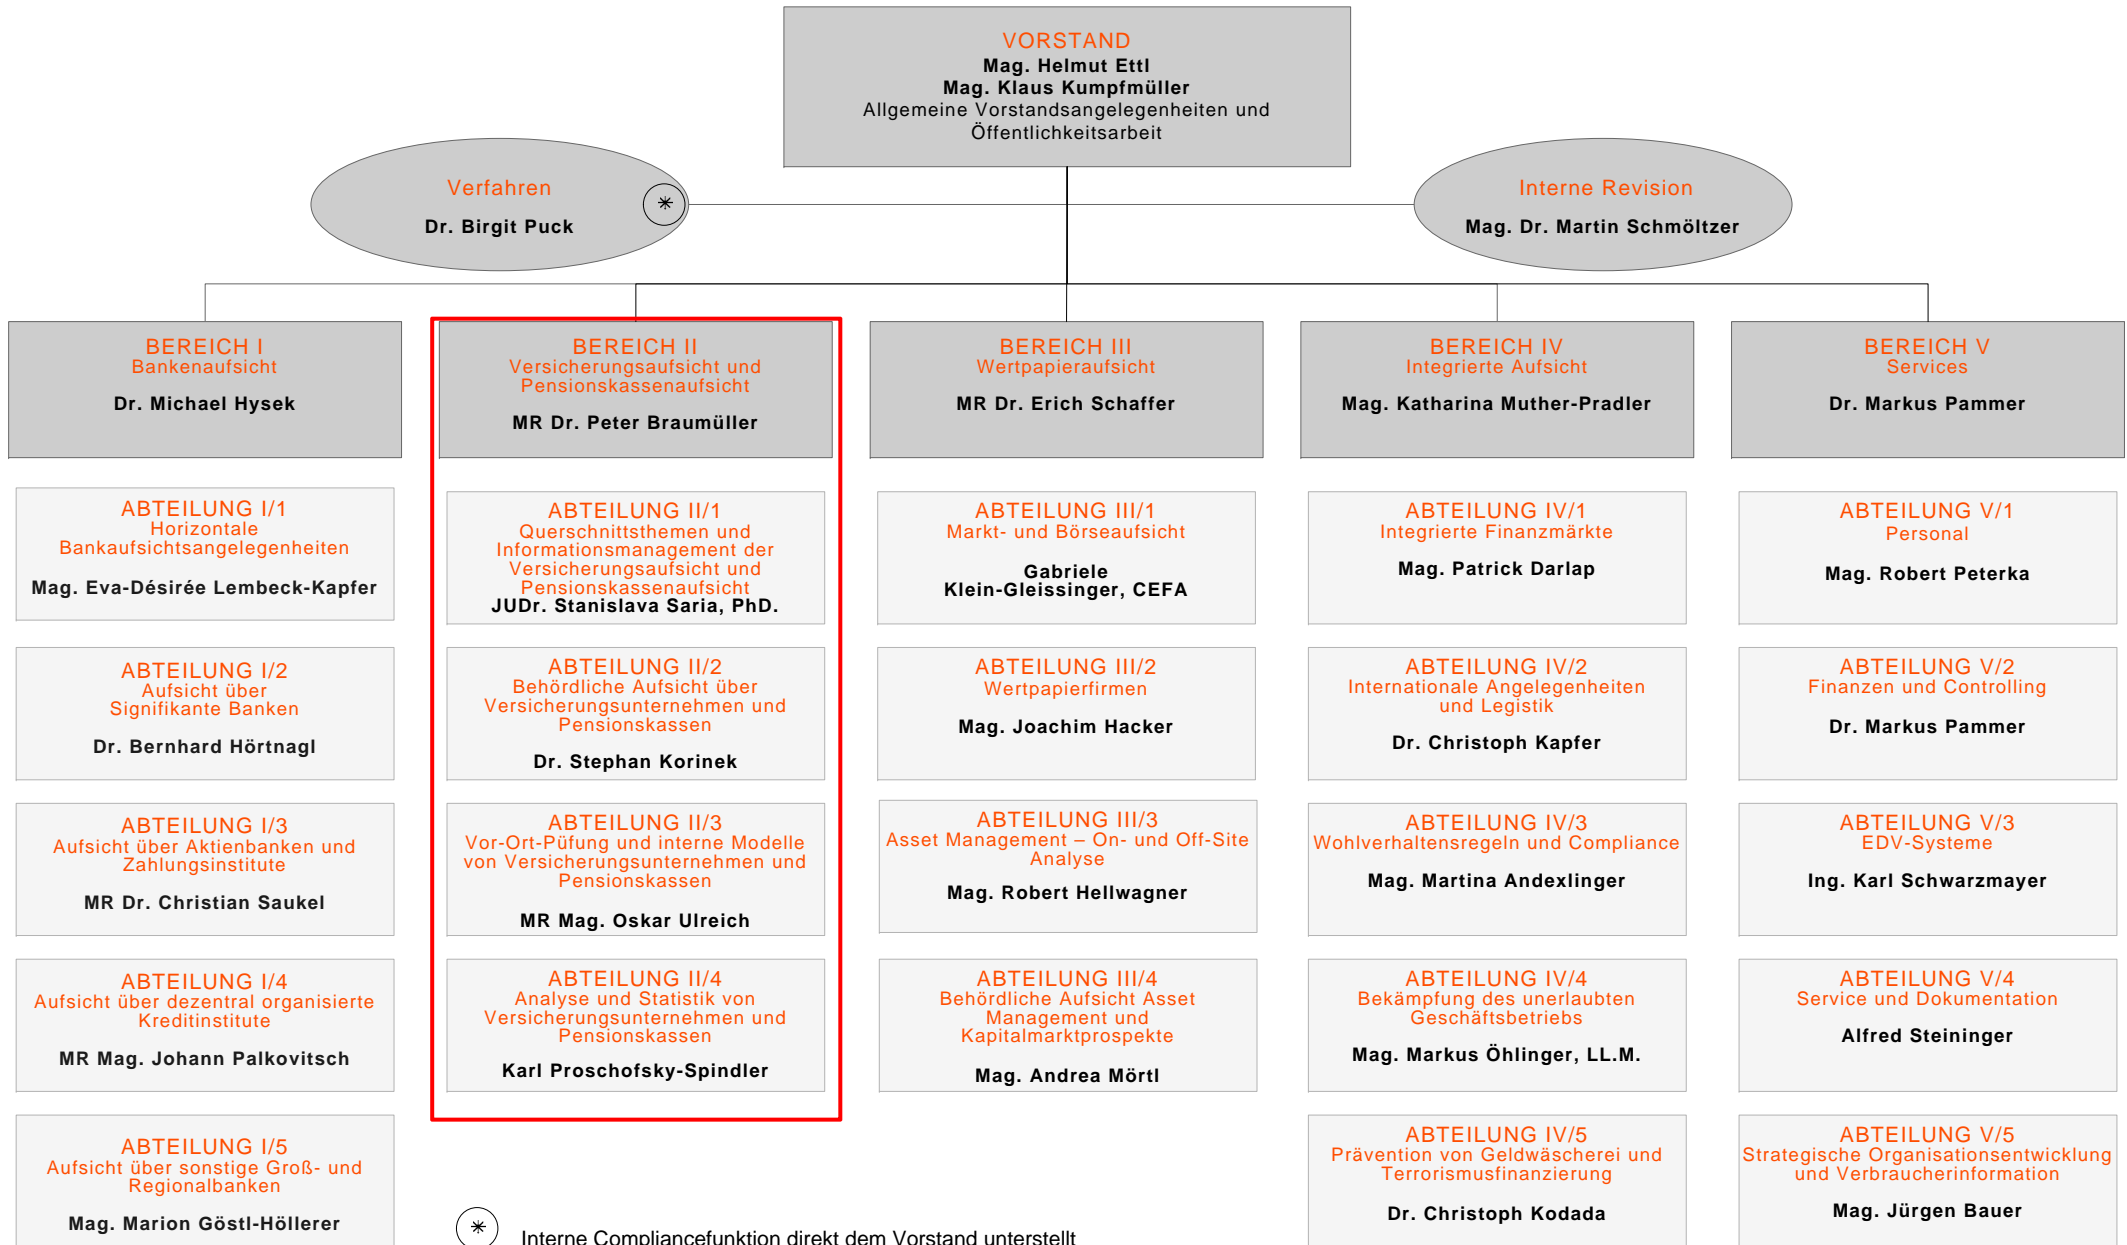 VORSTAND
Mag. Helmut Ettl
Mag. Klaus Kumpfmüller
Allgemeine Vorstandsangelegenheiten und
Öffentlichkeitsarbeit
Verfahren
Dr. Birgit Puck
*
Interne Revision
Mag. Dr. Martin Schmöltzer
BEREICH I
Bankenaufsicht
Dr. Michael Hysek
ABTEILUNG I/1
Horizontale
Bankaufsichtsangelegenheiten
Mag. Eva-Désirée Lembeck-Kapfer
ABTEILUNG I/2
Aufsicht über
Signifikante Banken
Dr. Bernhard Hörtnagl
ABTEILUNG I/3
Aufsicht über Aktienbanken und
Zahlungsinstitute
MR Dr. Christian Saukel
ABTEILUNG I/4
Aufsicht über dezentral organisierte
Kreditinstitute
MR Mag. Johann Palkovitsch
ABTEILUNG I/5
Aufsicht über sonstige Groß- und
Regionalbanken
Mag. Marion Göstl-Höllerer
BEREICH II
Versicherungsaufsicht und
Pensionskassenaufsicht
MR Dr. Peter Braumüller
ABTEILUNG II/1
Querschnittsthemen und
Informationsmanagement der
Versicherungsaufsicht und
Pensionskassenaufsicht
JUDr. Stanislava Saria, PhD.
ABTEILUNG II/2
Behördliche Aufsicht über
Versicherungsunternehmen und
Pensionskassen
Dr. Stephan Korinek
ABTEILUNG II/3
Vor-Ort-Püfung und interne Modelle
von Versicherungsunternehmen und
Pensionskassen
MR Mag. Oskar Ulreich
ABTEILUNG II/4
Analyse und Statistik von
Versicherungsunternehmen und
Pensionskassen
Karl Proschofsky-Spindler
BEREICH III
Wertpapieraufsicht
MR Dr. Erich Schaffer
ABTEILUNG III/1
Markt- und Börseaufsicht
Gabriele
Klein-Gleissinger, CEFA
ABTEILUNG III/2
Wertpapierfirmen
Mag. Joachim Hacker
ABTEILUNG III/3
Asset Management – On- und Off-Site
Analyse
Mag. Robert Hellwagner
ABTEILUNG III/4
Behördliche Aufsicht Asset
Management und
Kapitalmarktprospekte
Mag. Andrea Mörtl
BEREICH IV
Integrierte Aufsicht
Mag. Katharina Muther-Pradler
ABTEILUNG IV/1
Integrierte Finanzmärkte
Mag. Patrick Darlap
ABTEILUNG IV/2
Internationale Angelegenheiten
und Legistik
Dr. Christoph Kapfer
ABTEILUNG IV/3
Wohlverhaltensregeln und Compliance
Mag. Martina Andexlinger
ABTEILUNG IV/4
Bekämpfung des unerlaubten
Geschäftsbetriebs
Mag. Markus Öhlinger, LL.M.
ABTEILUNG IV/5
Prävention von Geldwäscherei und
Terrorismusfinanzierung
Dr. Christoph Kodada
BEREICH V
Services
Dr. Markus Pammer
ABTEILUNG V/1
Personal
Mag. Robert Peterka
ABTEILUNG V/2
Finanzen und Controlling
Dr. Markus Pammer
ABTEILUNG V/3
EDV-Systeme
Ing. Karl Schwarzmayer
ABTEILUNG V/4
Service und Dokumentation
Alfred Steininger
ABTEILUNG V/5
Strategische Organisationsentwicklung
und Verbraucherinformation
Mag. Jürgen Bauer
* Interne Compliancefunktion direkt dem Vorstand unterstellt